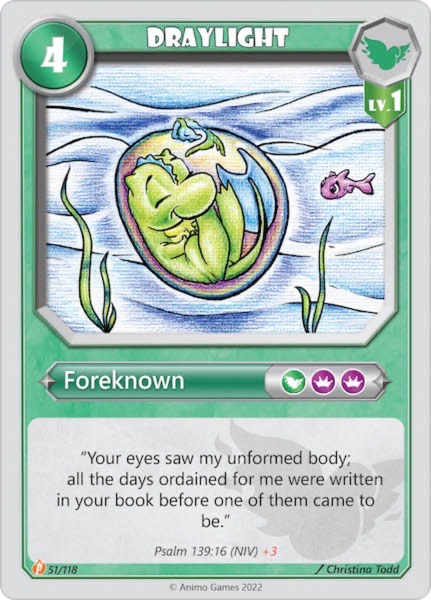 4
DRAYLIGHT
LV.1
Foreknown
"Your eyes saw my unformed body;
all the days ordained for me were written
in your book before one of them came to
be."
Psalm 139:16 (NIV) +3
51/118
Christina Todd
© Animo Games 2022